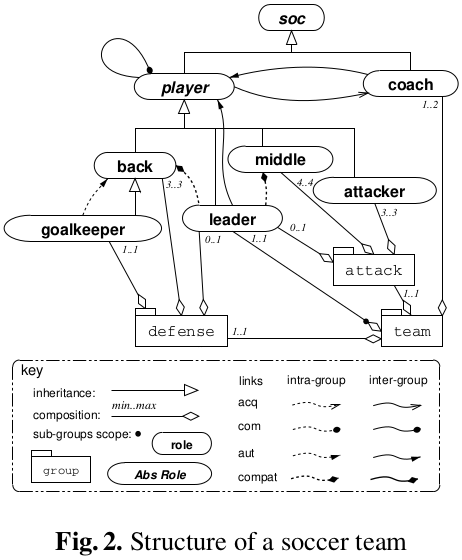 soc
player
coach
1..2
back
middle
3..3
4..4
attacker
goalkeeper
leader
3..3
1..1
0..1
1..1
0..1
attack
1..1
defense
1..1
team
key
inheritance:
min..max
composition:
sub-groups scope:
role
group
Abs Role
links intra-group inter-group
acq
com
aut
compat
Fig. 2. Structure of a soccer team